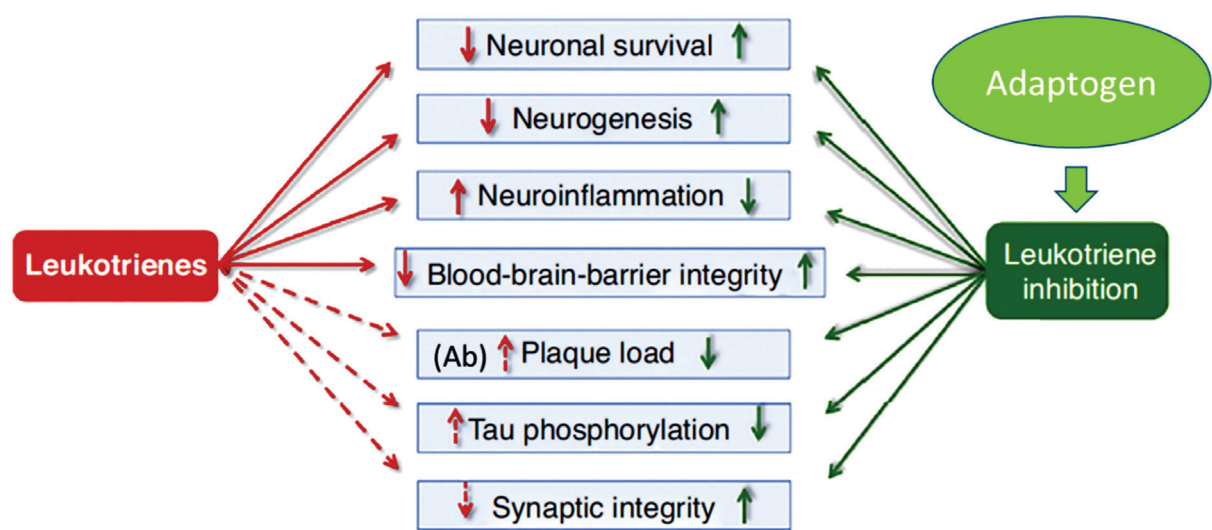 Neuronal survival
Adaptogen
Neurogenesis
Neuroinflammation
Leukotrienes
Blood-brain-barrier integrity
Leukotriene
inhibition
(Ab) Plaque load
Tau phosphorylation
Synaptic integrity